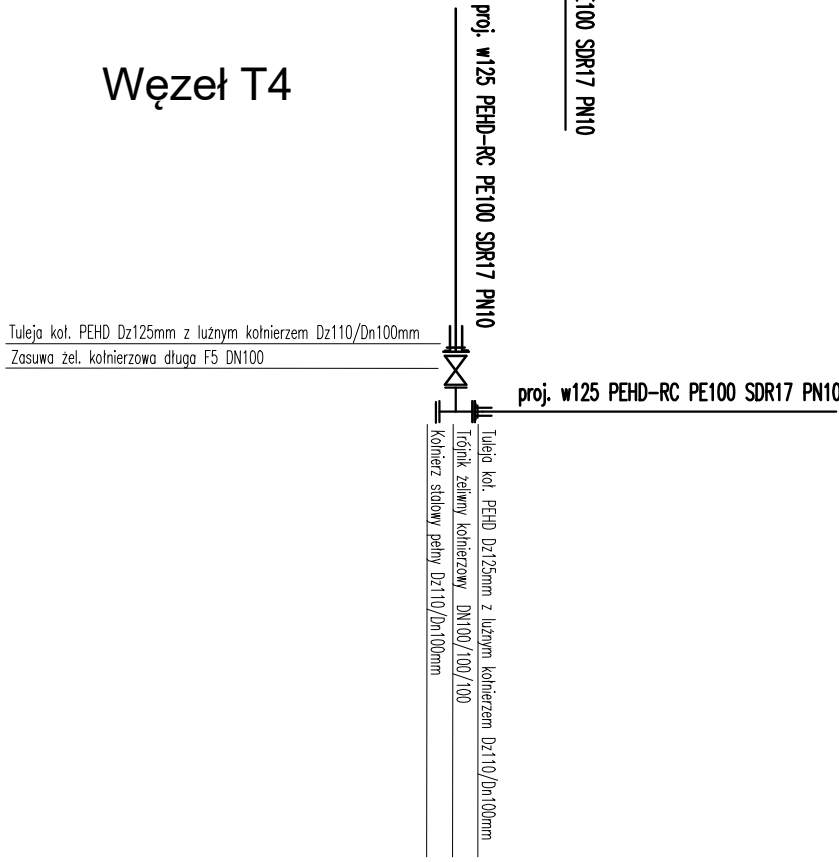 Węzeł T4
proj. w125 PEHD-RC PE100 SDR17 PN10
E100 SDR17 PN10
Tuleja koł. PEHD Dz125mm z luźnym kołnierzem Dz110/Dn100mm
Zasuwa żel. kołnierzowa długa F5 DN100
proj. w125 PEHD-RC PE100 SDR17 PN10
Tuleja koł. PEHD Dz125mm z luźnym kołnierzem Dz110/Dn100mm
Trójnik żeliwny kołnierzowy DN100/100/100
Kołnierz stalowy pełny Dz110/Dn100mm